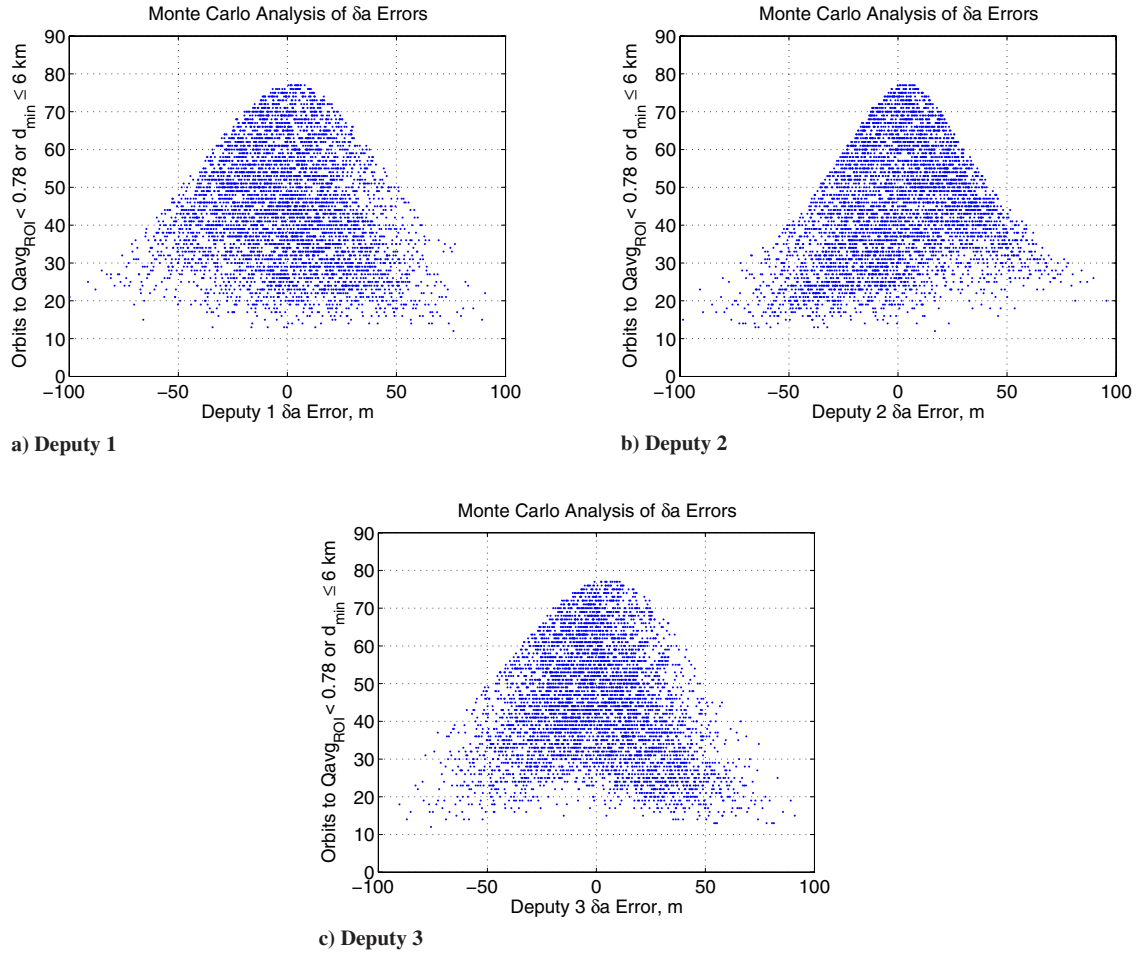 Monte Carlo Analysis of δa Errors
Orbits to Qavg_ROI < 0.78 or d_min ≤ 6 km
90
80
70
60
50
40
30
20
10
0
−100 −50 0 50 100
Deputy 1 δa Error, m
a) Deputy 1
Monte Carlo Analysis of δa Errors
Orbits to Qavg_ROI < 0.78 or d_min ≤ 6 km
90
80
70
60
50
40
30
20
10
0
−100 −50 0 50 100
Deputy 2 δa Error, m
b) Deputy 2
Monte Carlo Analysis of δa Errors
Orbits to Qavg_ROI < 0.78 or d_min ≤ 6 km
90
80
70
60
50
40
30
20
10
0
−100 −50 0 50 100
Deputy 3 δa Error, m
c) Deputy 3